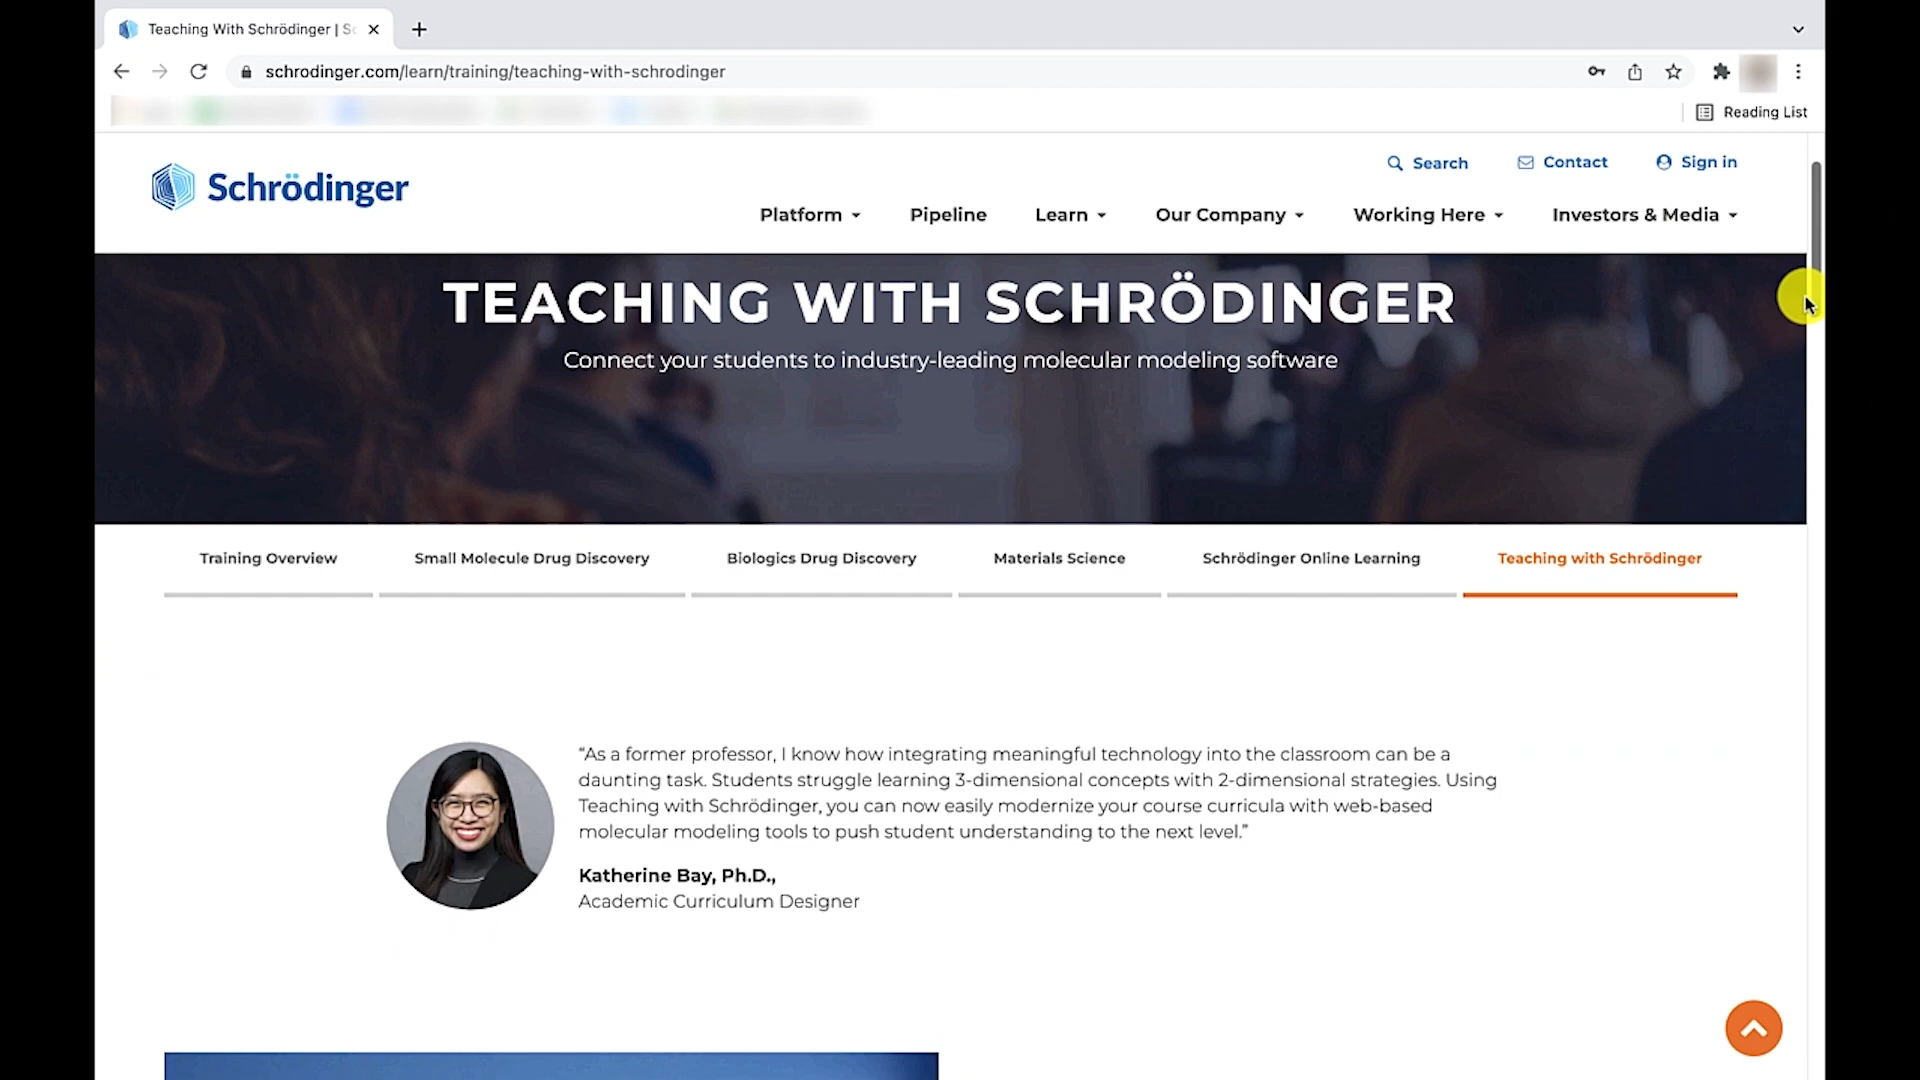 Teaching With Schrödinger | Sc
schrodinger.com/learn/training/teaching-with-schrodinger
Reading List
Search Contact Sign in
Schrödinger
Platform Pipeline Learn Our Company Working Here Investors & Media
TEACHING WITH SCHRÖDINGER
Connect your students to industry-leading molecular modeling software
Training Overview Small Molecule Drug Discovery Biologics Drug Discovery Materials Science Schrödinger Online Learning Teaching with Schrödinger
“As a former professor, I know how integrating meaningful technology into the classroom can be a
daunting task. Students struggle learning 3-dimensional concepts with 2-dimensional strategies. Using
Teaching with Schrödinger, you can now easily modernize your course curricula with web-based
molecular modeling tools to push student understanding to the next level.”
Katherine Bay, Ph.D.,
Academic Curriculum Designer